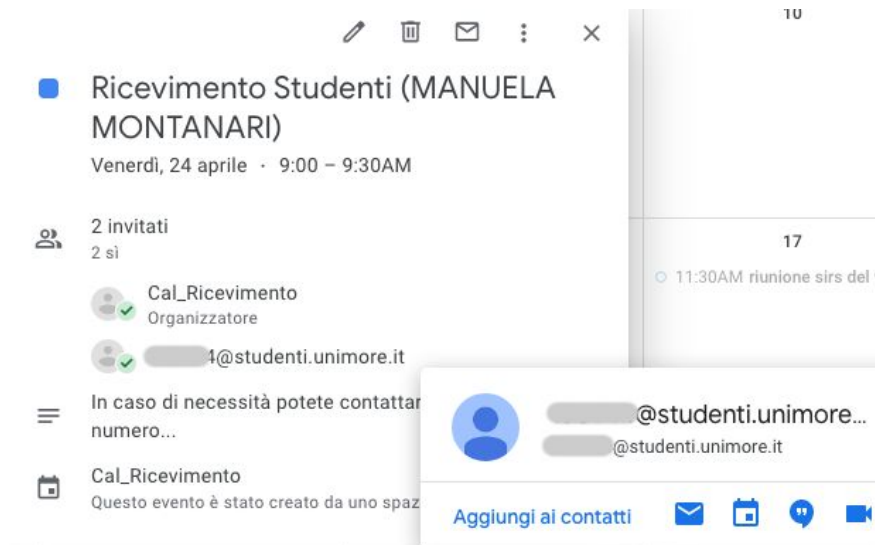 10
Ricevimento Studenti (MANUELA
MONTANARI)
Venerdì, 24 aprile · 9:00 – 9:30AM
2 invitati
2 sì
17
11:30AM riunione sirs del
Cal_Ricevimento
Organizzatore
4@studenti.unimore.it
In caso di necessità potete
numero...
@studenti.unimore...
@studenti.unimore.it
Cal_Ricevimento
Questo evento è stato creato da uno
Aggiungi ai contatti